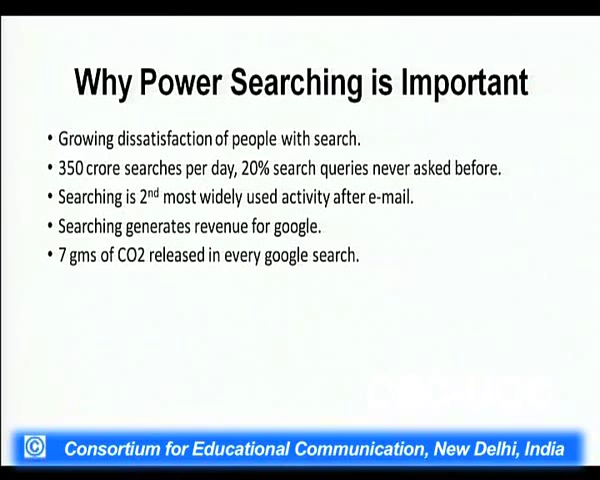 Why Power Searching is Important
• Growing dissatisfaction of people with search.
• 350 crore searches per day, 20% search queries never asked before.
• Searching is 2nd most widely used activity after e-mail.
• Searching generates revenue for google.
• 7 gms of CO2 released in every google search.
© Consortium for Educational Communication, New Delhi, India